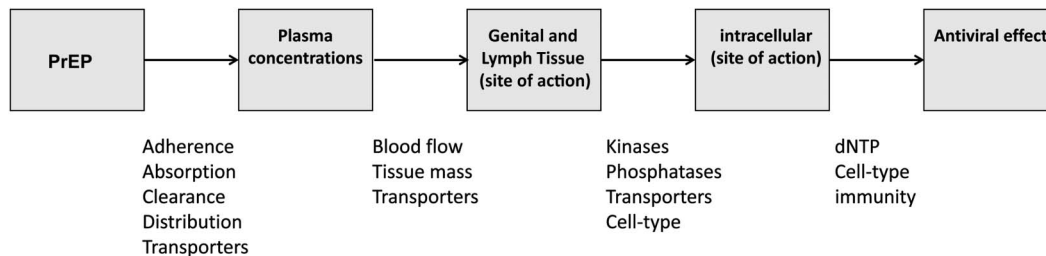 PrEP
Plasma
concentrations
Genital and
Lymph Tissue
(site of action)
intracellular
(site of action)
Antiviral effect
Adherence
Absorption
Clearance
Distribution
Transporters
Blood flow
Tissue mass
Transporters
Kinases
Phosphatases
Transporters
Cell-type
dNTP
Cell-type
immunity